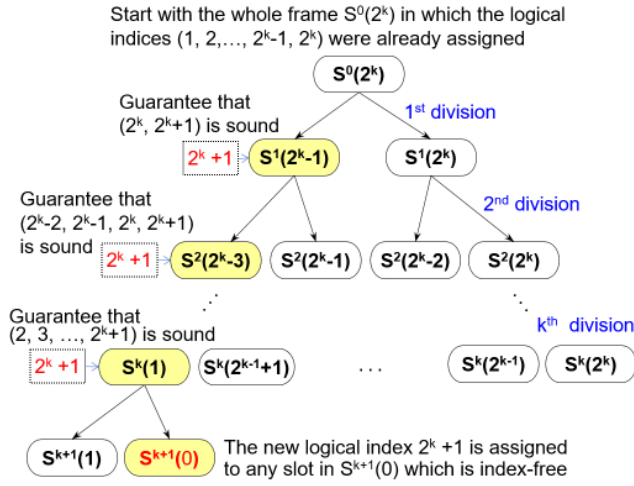 Start with the whole frame S⁰(2ᵏ) in which the logical
indices (1, 2,…, 2ᵏ-1, 2ᵏ) were already assigned
S⁰(2ᵏ)
Guarantee that
(2ᵏ, 2ᵏ+1) is sound
1ˢᵗ division
2ᵏ +1
S¹(2ᵏ-1)
S¹(2ᵏ)
Guarantee that
(2ᵏ-2, 2ᵏ-1, 2ᵏ, 2ᵏ+1)
is sound
2ⁿᵈ division
2ᵏ +1
S²(2ᵏ-3)
S²(2ᵏ-1)
S²(2ᵏ-2)
S²(2ᵏ)
Guarantee that
(2, 3, …, 2ᵏ+1) is sound
kᵗʰ division
2ᵏ +1
Sᵏ(1)
Sᵏ(2ᵏ⁻¹+1)
. . .
Sᵏ(2ᵏ⁻¹)
Sᵏ(2ᵏ)
Sᵏ⁺¹(1)
Sᵏ⁺¹(0)
The new logical index 2ᵏ +1 is assigned
to any slot in Sᵏ⁺¹(0) which is index-free